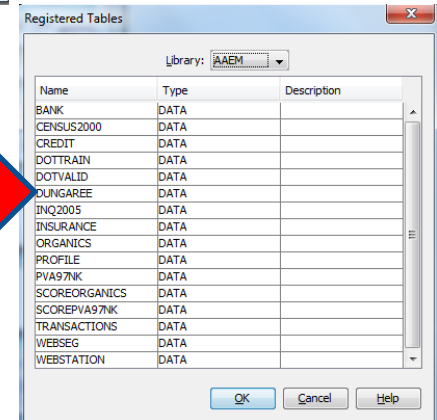 Registered Tables
Library: AAEM
Name Type Description
BANK DATA
CENSUS2000 DATA
CREDIT DATA
DOTTRAIN DATA
DOTVALID DATA
DUNGAREE DATA
INQ2005 DATA
INSURANCE DATA
ORGANICS DATA
PROFILE DATA
PVA97NK DATA
SCOREORGANICS DATA
SCOREPVA97NK DATA
TRANSACTIONS DATA
WEBSEG DATA
WEBSTATION DATA
OK Cancel Help